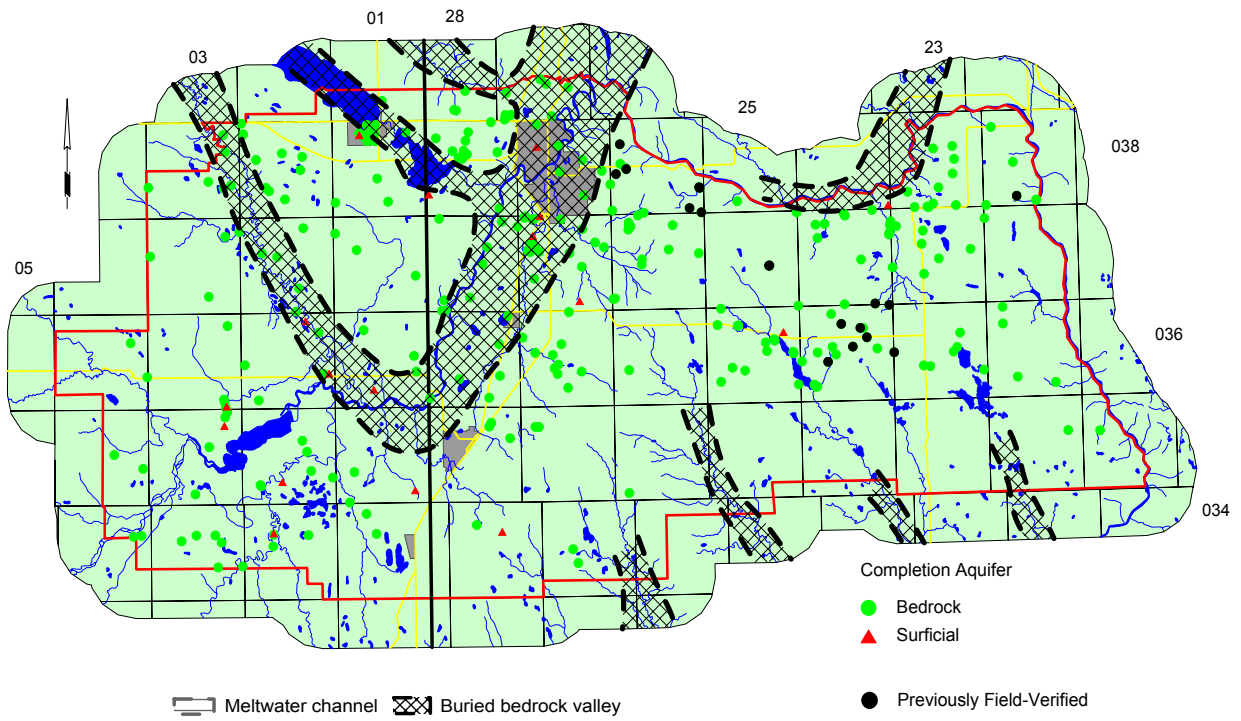 01
28
03
23
25
038
05
036
034
Completion Aquifer
Bedrock
Surficial
Meltwater channel
Buried bedrock valley
Previously Field-Verified